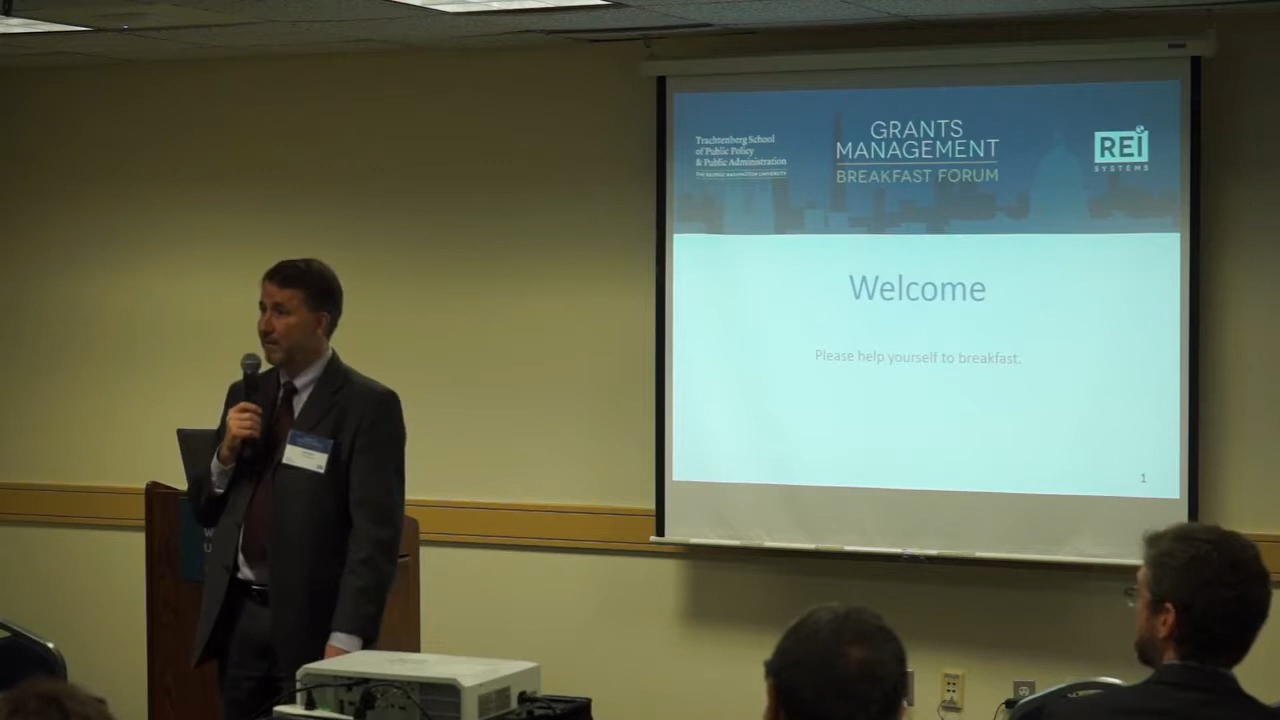 Trachtenberg School
of Public Policy
& Public Administration
THE GEORGE WASHINGTON UNIVERSITY
GRANTS
MANAGEMENT
BREAKFAST FORUM
REI
SYSTEMS
Welcome
Please help yourself to breakfast.
1
W
U